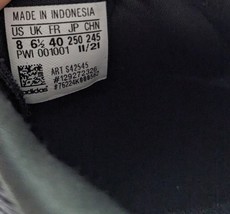 MADE IN INDONESIA
US UK FR JP CHN
8 6½ 40 250 245
PWI 001001 11/21
ART S42545
#129273320
adidas